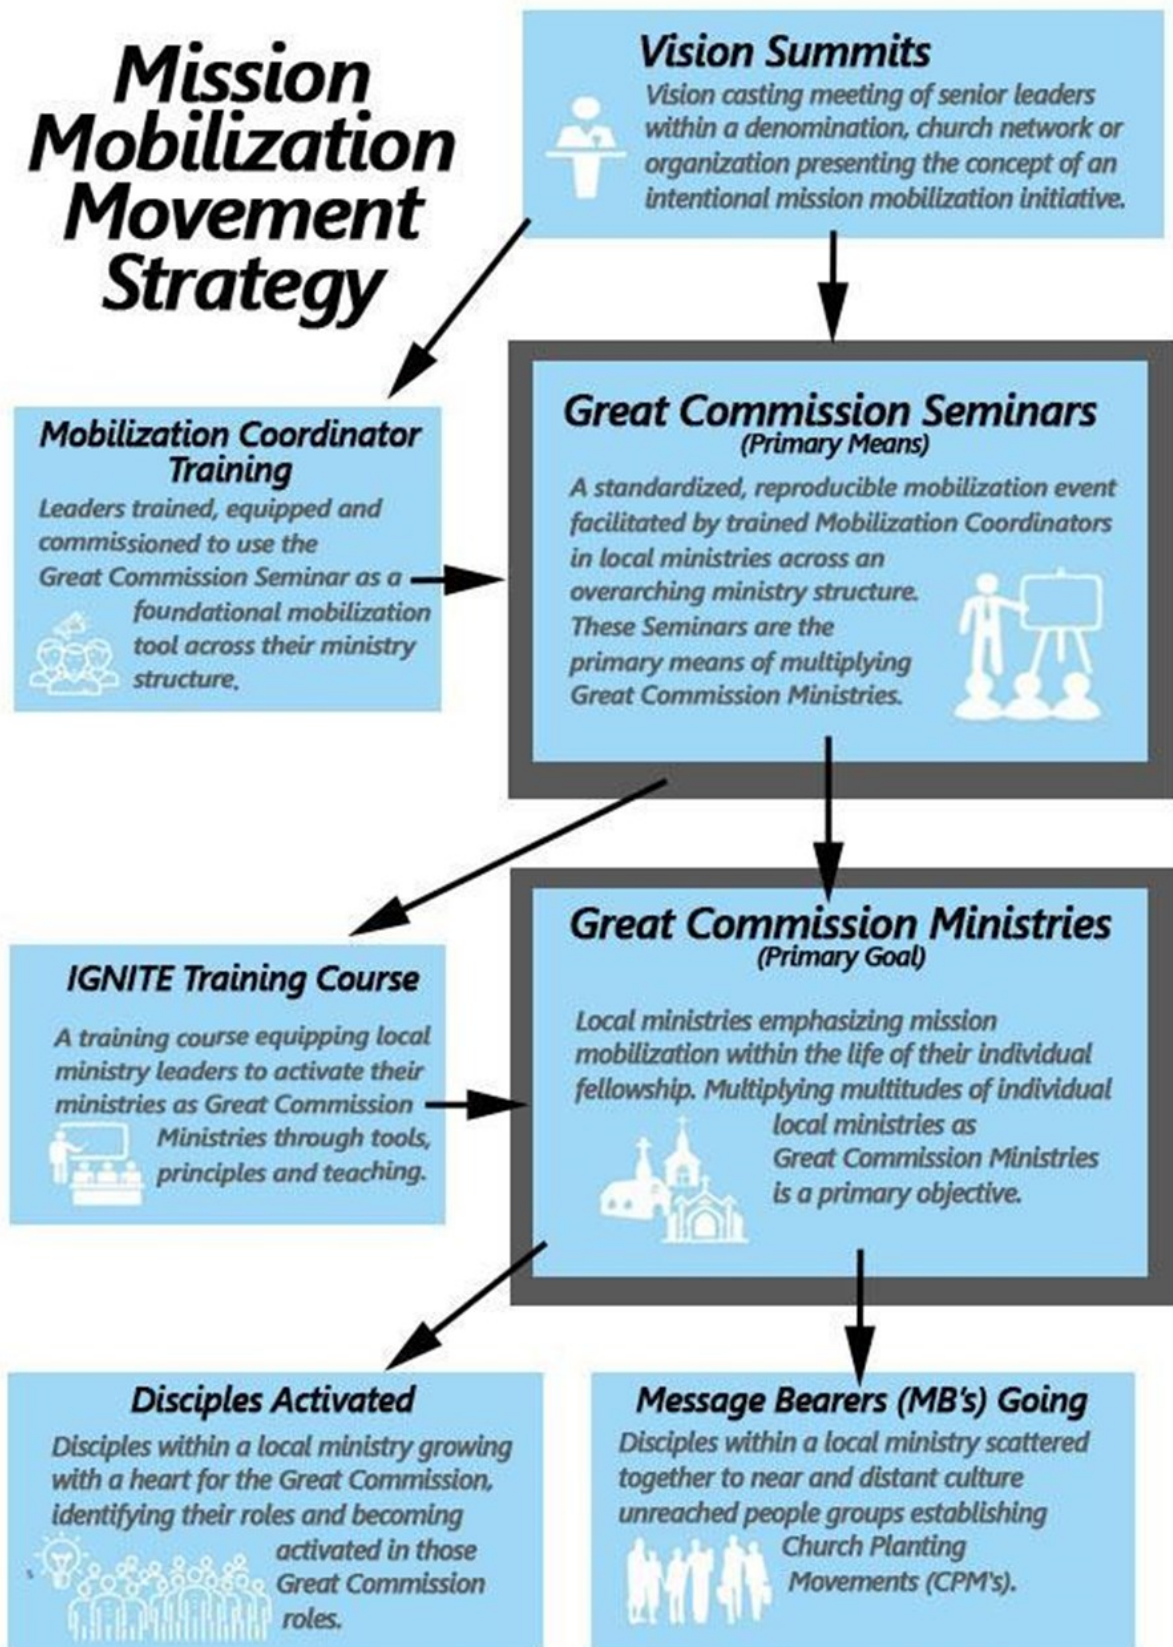 Mission
Mobilization
Movement
Strategy
Vision Summits
Vision casting meeting of senior leaders
within a denomination, church network or
organization presenting the concept of an
intentional mission mobilization initiative.
Mobilization Coordinator
Training
Leaders trained, equipped and
commissioned to use the
Great Commission Seminar as a
foundational mobilization
tool across their ministry
structure.
Great Commission Seminars
(Primary Means)
A standardized, reproducible mobilization event
facilitated by trained Mobilization Coordinators
in local ministries across an
overarching ministry structure.
These Seminars are the
primary means of multiplying
Great Commission Ministries.
IGNITE Training Course
A training course equipping local
ministry leaders to activate their
ministries as Great Commission
Ministries through tools,
principles and teaching.
Great Commission Ministries
(Primary Goal)
Local ministries emphasizing mission
mobilization within the life of their individual
fellowship. Multiplying multitudes of individual
local ministries as
Great Commission Ministries
is a primary objective.
Disciples Activated
Disciples within a local ministry growing
with a heart for the Great Commission,
identifying their roles and becoming
activated in those
Great Commission
roles.
Message Bearers (MB's) Going
Disciples within a local ministry scattered
together to near and distant culture
unreached people groups establishing
Church Planting
Movements (CPM's).